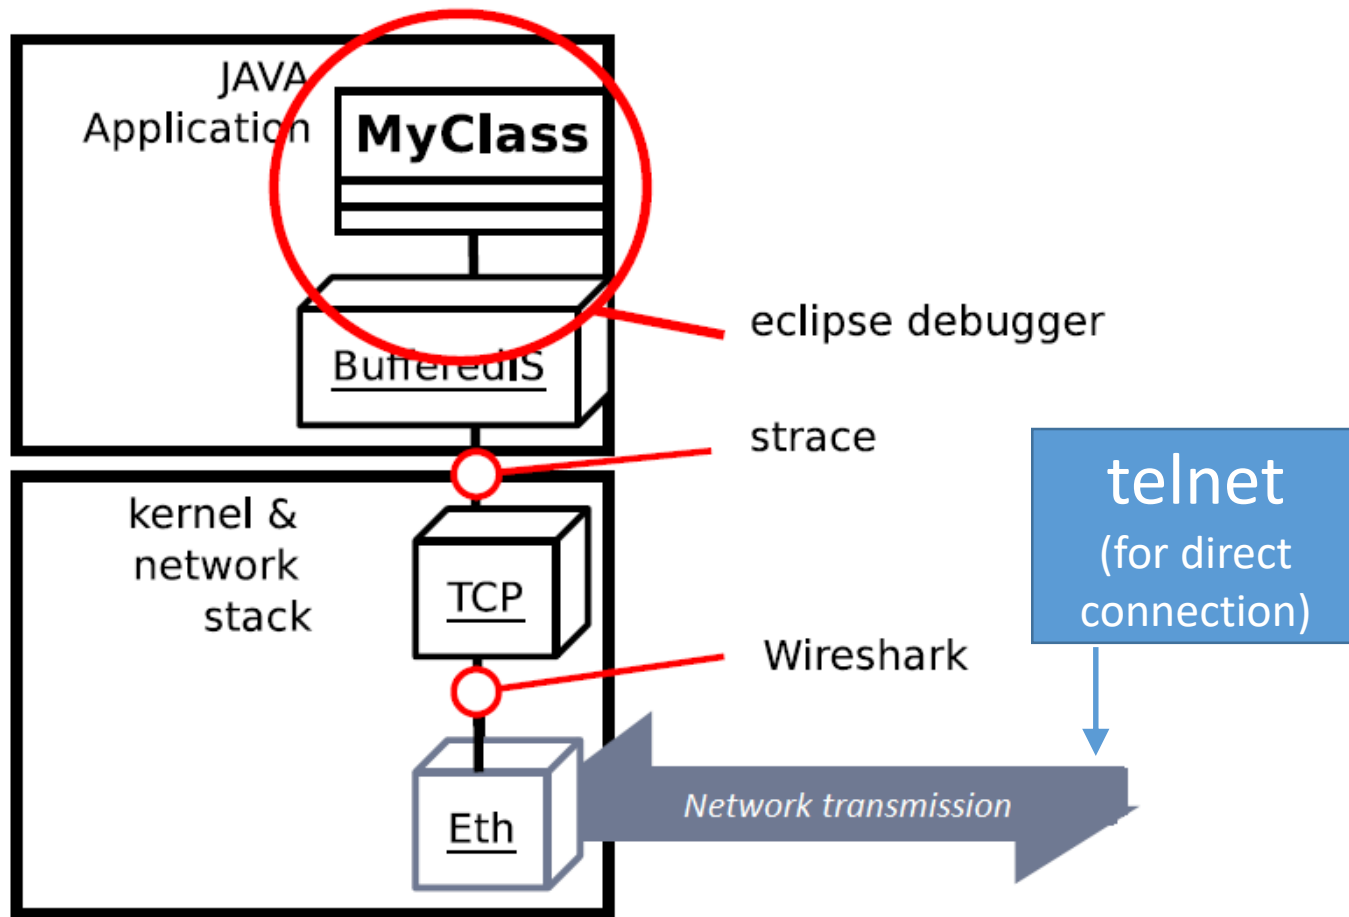 JAVA
Application
MyClass
BufferedIS
eclipse debugger
strace
telnet
(for direct
connection)
kernel &
network
stack
TCP
Wireshark
Network transmission
Eth